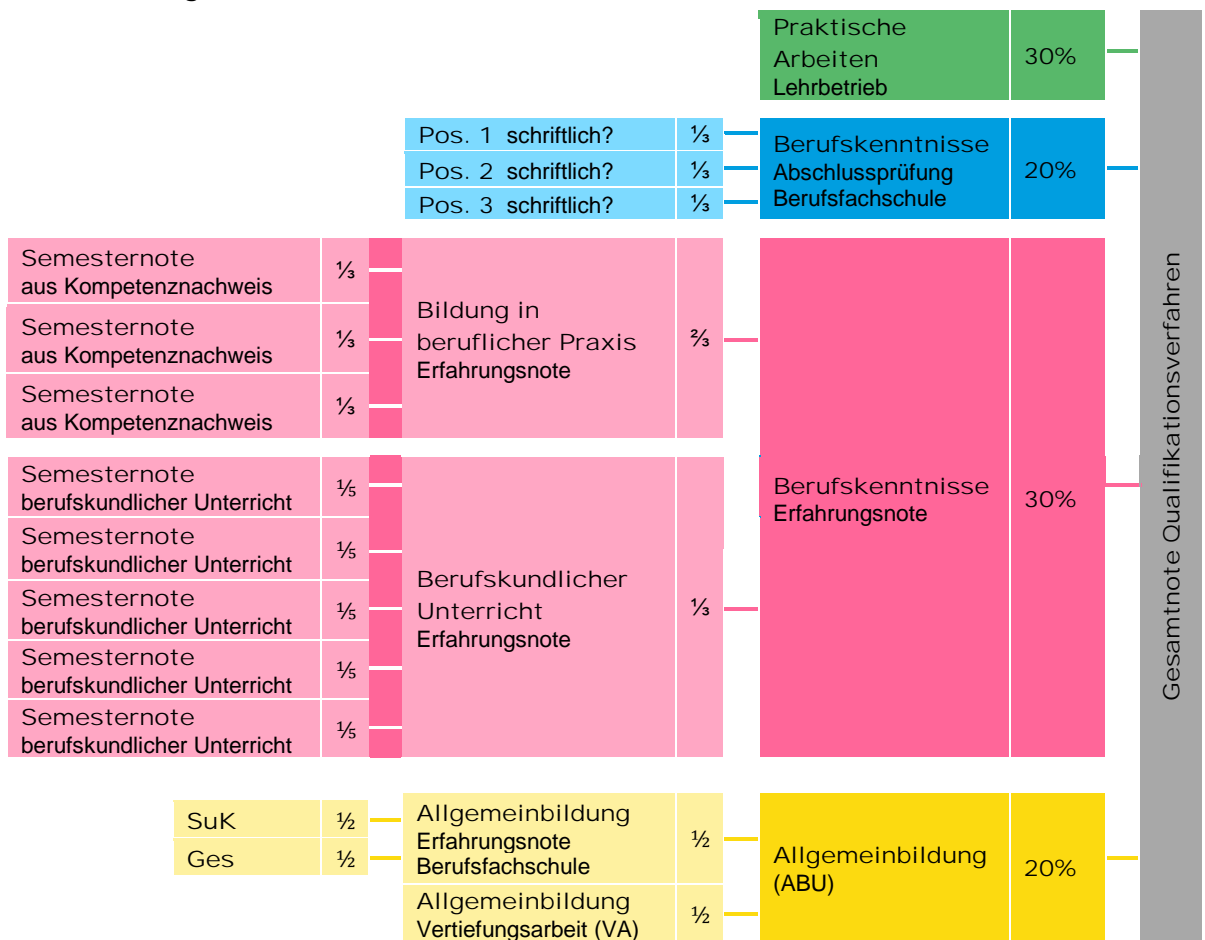 Praktische
Arbeiten
Lehrbetrieb
30%
Pos. 1 schriftlich?
⅓
Pos. 2 schriftlich?
⅓
Pos. 3 schriftlich?
⅓
Berufskenntnisse
Abschlussprüfung
Berufsfachschule
20%
Semesternote
aus Kompetenznachweis
⅓
Semesternote
aus Kompetenznachweis
⅓
Semesternote
aus Kompetenznachweis
⅓
Bildung in
beruflicher Praxis
Erfahrungsnote
⅔
Semesternote
berufskundlicher Unterricht
⅕
Semesternote
berufskundlicher Unterricht
⅕
Semesternote
berufskundlicher Unterricht
⅕
Semesternote
berufskundlicher Unterricht
⅕
Semesternote
berufskundlicher Unterricht
⅕
Berufskundlicher
Unterricht
Erfahrungsnote
⅓
Berufskenntnisse
Erfahrungsnote
30%
SuK
½
Ges
½
Allgemeinbildung
Erfahrungsnote
Berufsfachschule
½
Allgemeinbildung
Vertiefungsarbeit (VA)
½
Allgemeinbildung
(ABU)
20%
Gesamtnote Qualifikationsverfahren